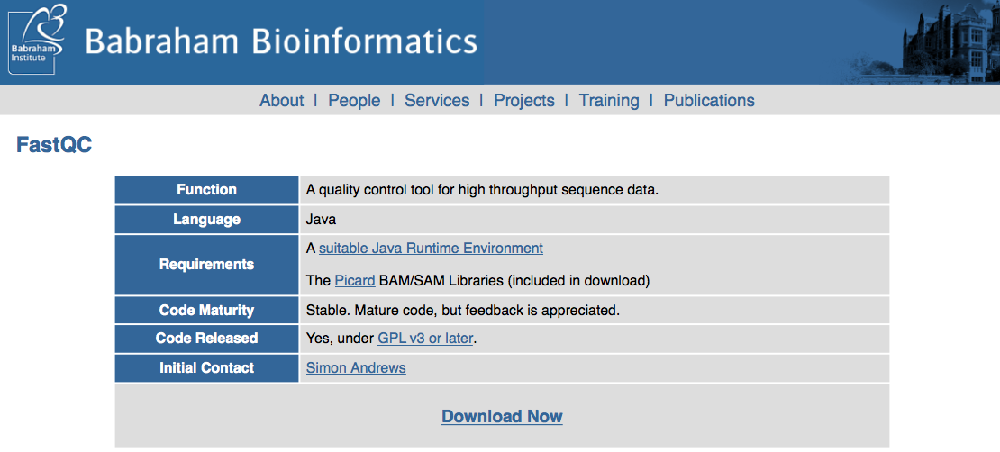 Babraham
Institute
Babraham Bioinformatics
About | People | Services | Projects | Training | Publications
FastQC
Function A quality control tool for high throughput sequence data.
Language Java
Requirements A suitable Java Runtime Environment
The Picard BAM/SAM Libraries (included in download)
Code Maturity Stable. Mature code, but feedback is appreciated.
Code Released Yes, under GPL v3 or later.
Initial Contact Simon Andrews
Download Now